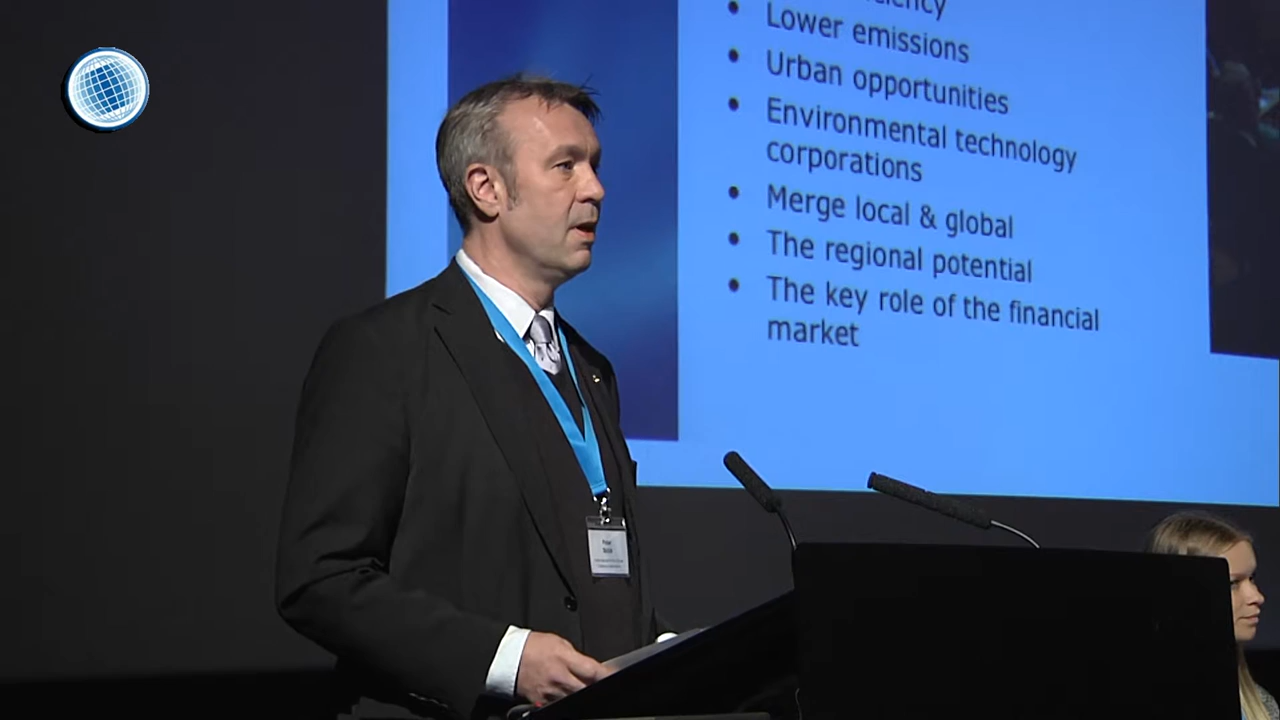 Lower emissions
Urban opportunities
Environmental technology
corporations
Merge local & global
The regional potential
The key role of the financial
market